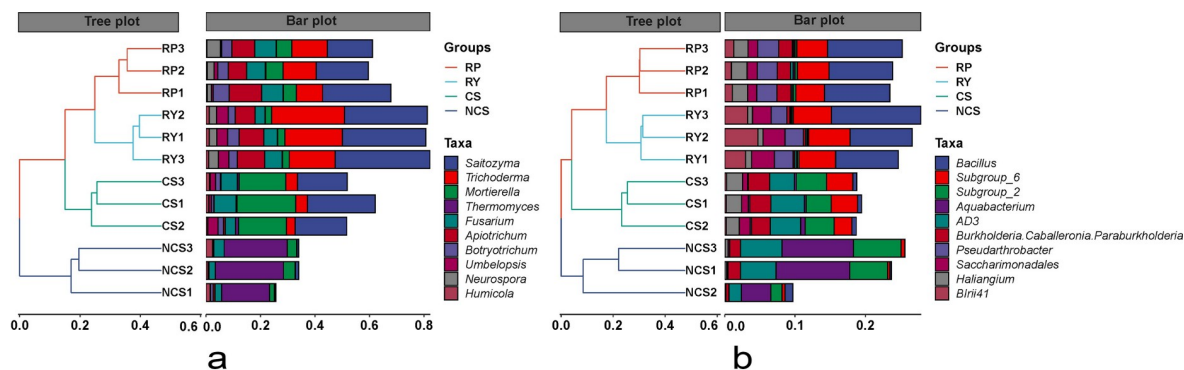 Tree plot
Bar plot
RP3
RP2
RP1
RY2
RY1
RY3
CS3
CS1
CS2
NCS3
NCS2
NCS1
0.0
0.2
0.4
0.6
0.0
0.2
0.4
0.6
0.8
Groups
RP
RY
CS
NCS
Taxa
Saitozyma
Trichoderma
Mortierella
Thermomyces
Fusarium
Apiotrichum
Botryotrichum
Umbelopsis
Neurospora
Humicola
a
Tree plot
Bar plot
RP3
RP2
RP1
RY3
RY2
RY1
CS3
CS1
CS2
NCS3
NCS1
NCS2
0.0
0.2
0.4
0.6
0.0
0.1
0.2
Groups
RP
RY
CS
NCS
Taxa
Bacillus
Subgroup_6
Subgroup_2
Aquabacterium
AD3
Burkholderia.Caballeronia.Paraburkholderia
Pseudarthrobacter
Saccharimonadales
Haliangium
BIrii41
b